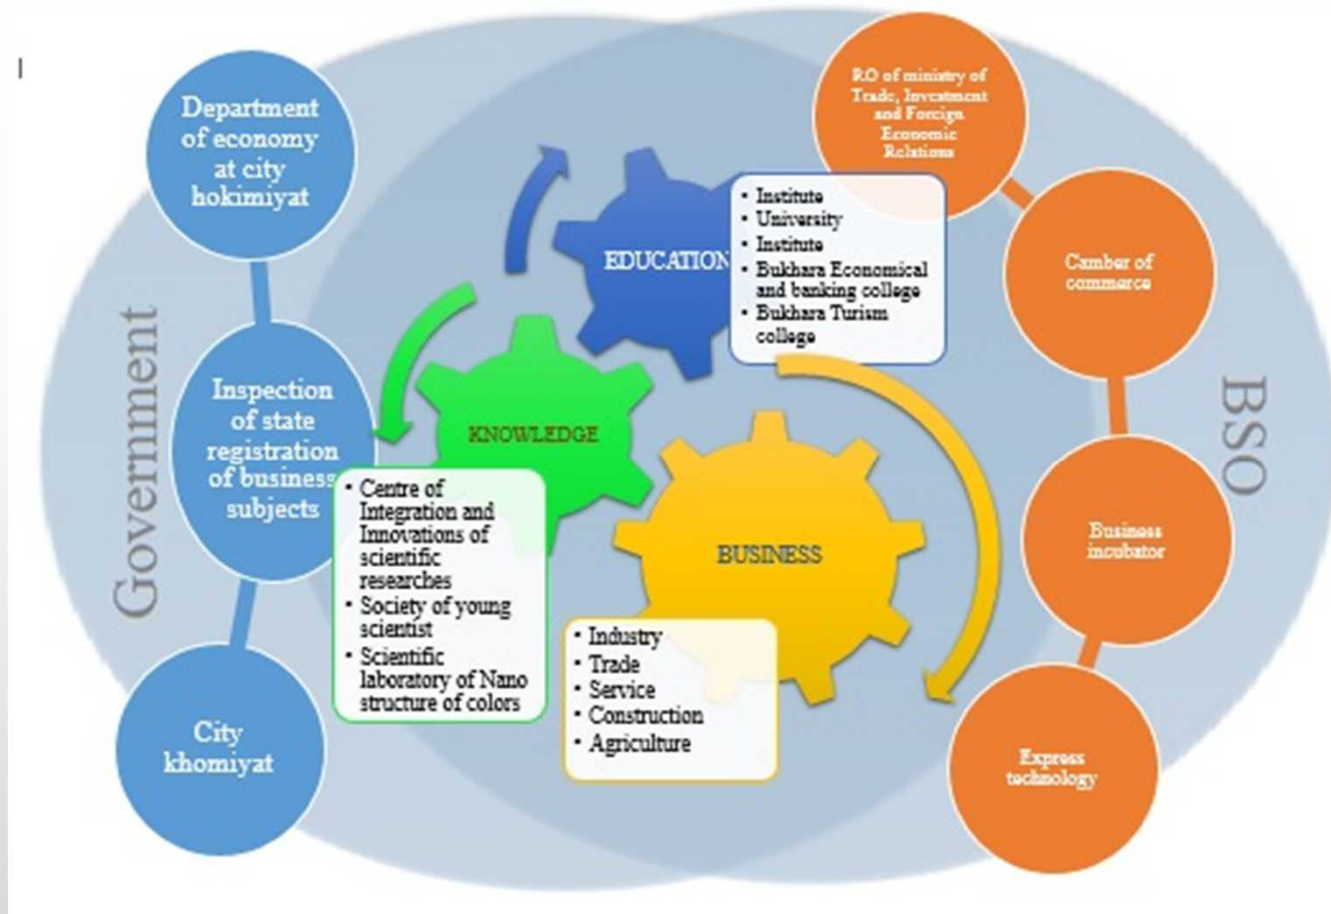 Government
Department
of economy
at city
hokimiyat
Inspection
of state
registration
of business
subjects
City
khomiyat
EDUCATION
• Institute
• University
• Institute
• Bukhara Economical
and banking college
• Bukhara Turism
college
KNOWLEDGE
• Centre of
Integration and
Innovations of
scientific
researches
• Society of young
scientist
• Scientific
laboratory of Nano
structure of colors
BUSINESS
• Industry
• Trade
• Service
• Construction
• Agriculture
RO of ministry of
Trade, Investment
and Foreign
Economic
Relations
Camber of
commerce
Business
incubator
Express
technology
BSO